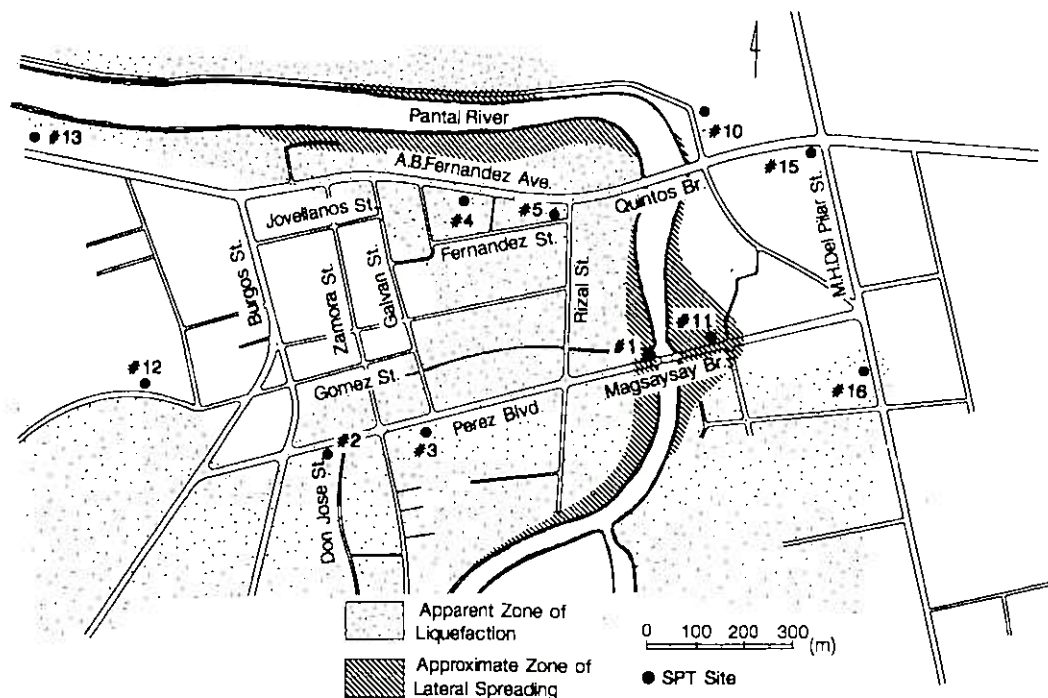 Pantal River
#10
#13
A.B.Fernandez Ave.
#15
Quintos Br.
Jovellanos St.
#4
#5
Fernandez St.
M.H.Del Pilar St.
Burgos St.
Zamora St.
Galvan St.
Rizal St.
#11
#1
#12
Gomez St.
Magsaysay Br.
#16
Perez Blvd.
#2
#3
Don Jose St.
Apparent Zone of
Liquefaction
0 100 200 300 (m)
Approximate Zone of
Lateral Spreading
SPT Site